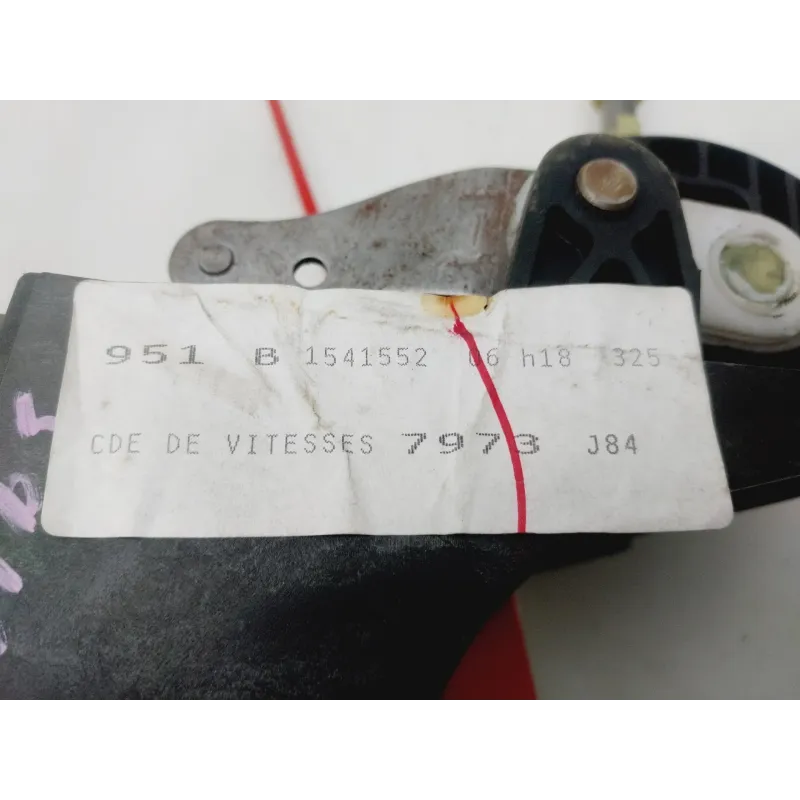 951 B 1541552 06 h18 325
CDE DE VITESSES 7973 J84